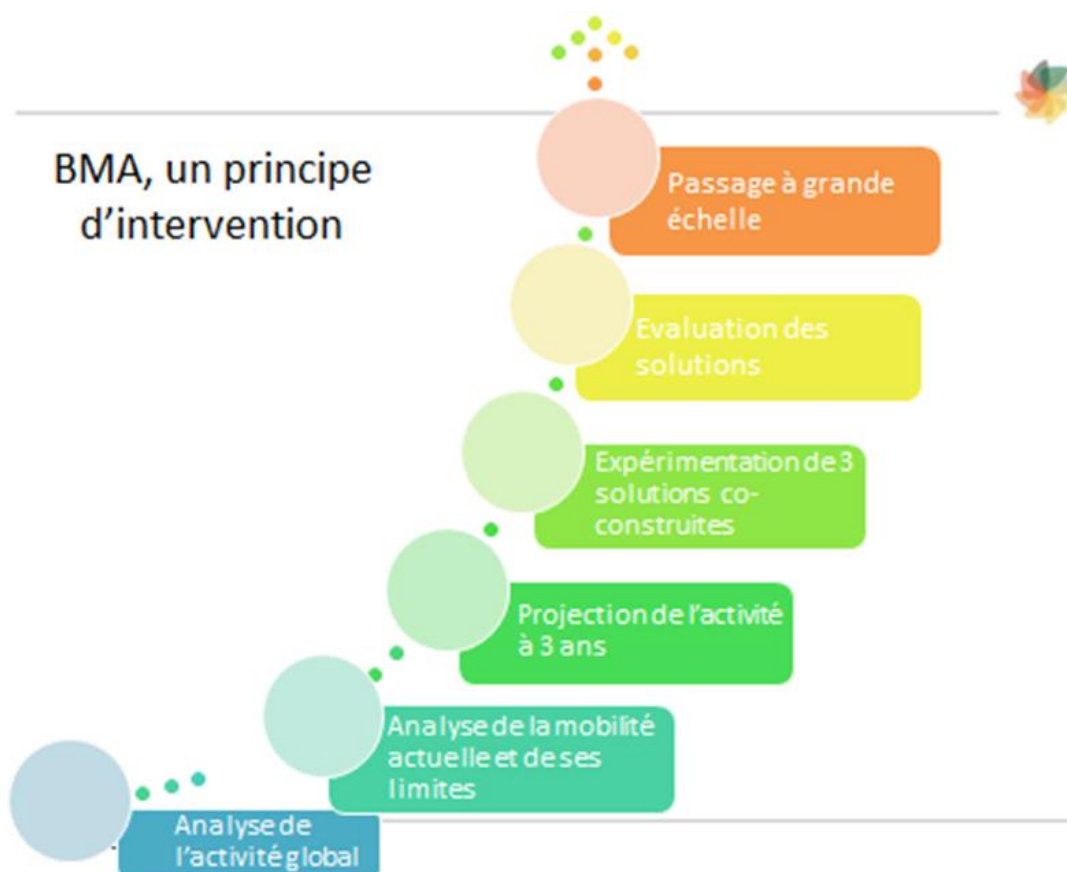 BMA, un principe
d'intervention
Passage à grande
échelle
Evaluation des
solutions
Expérimentation de 3
solutions co-
construites
Projection de l'activité
à 3 ans
Analyse de la mobilité
actuelle et de ses
limites
Analyse de
l'activité global